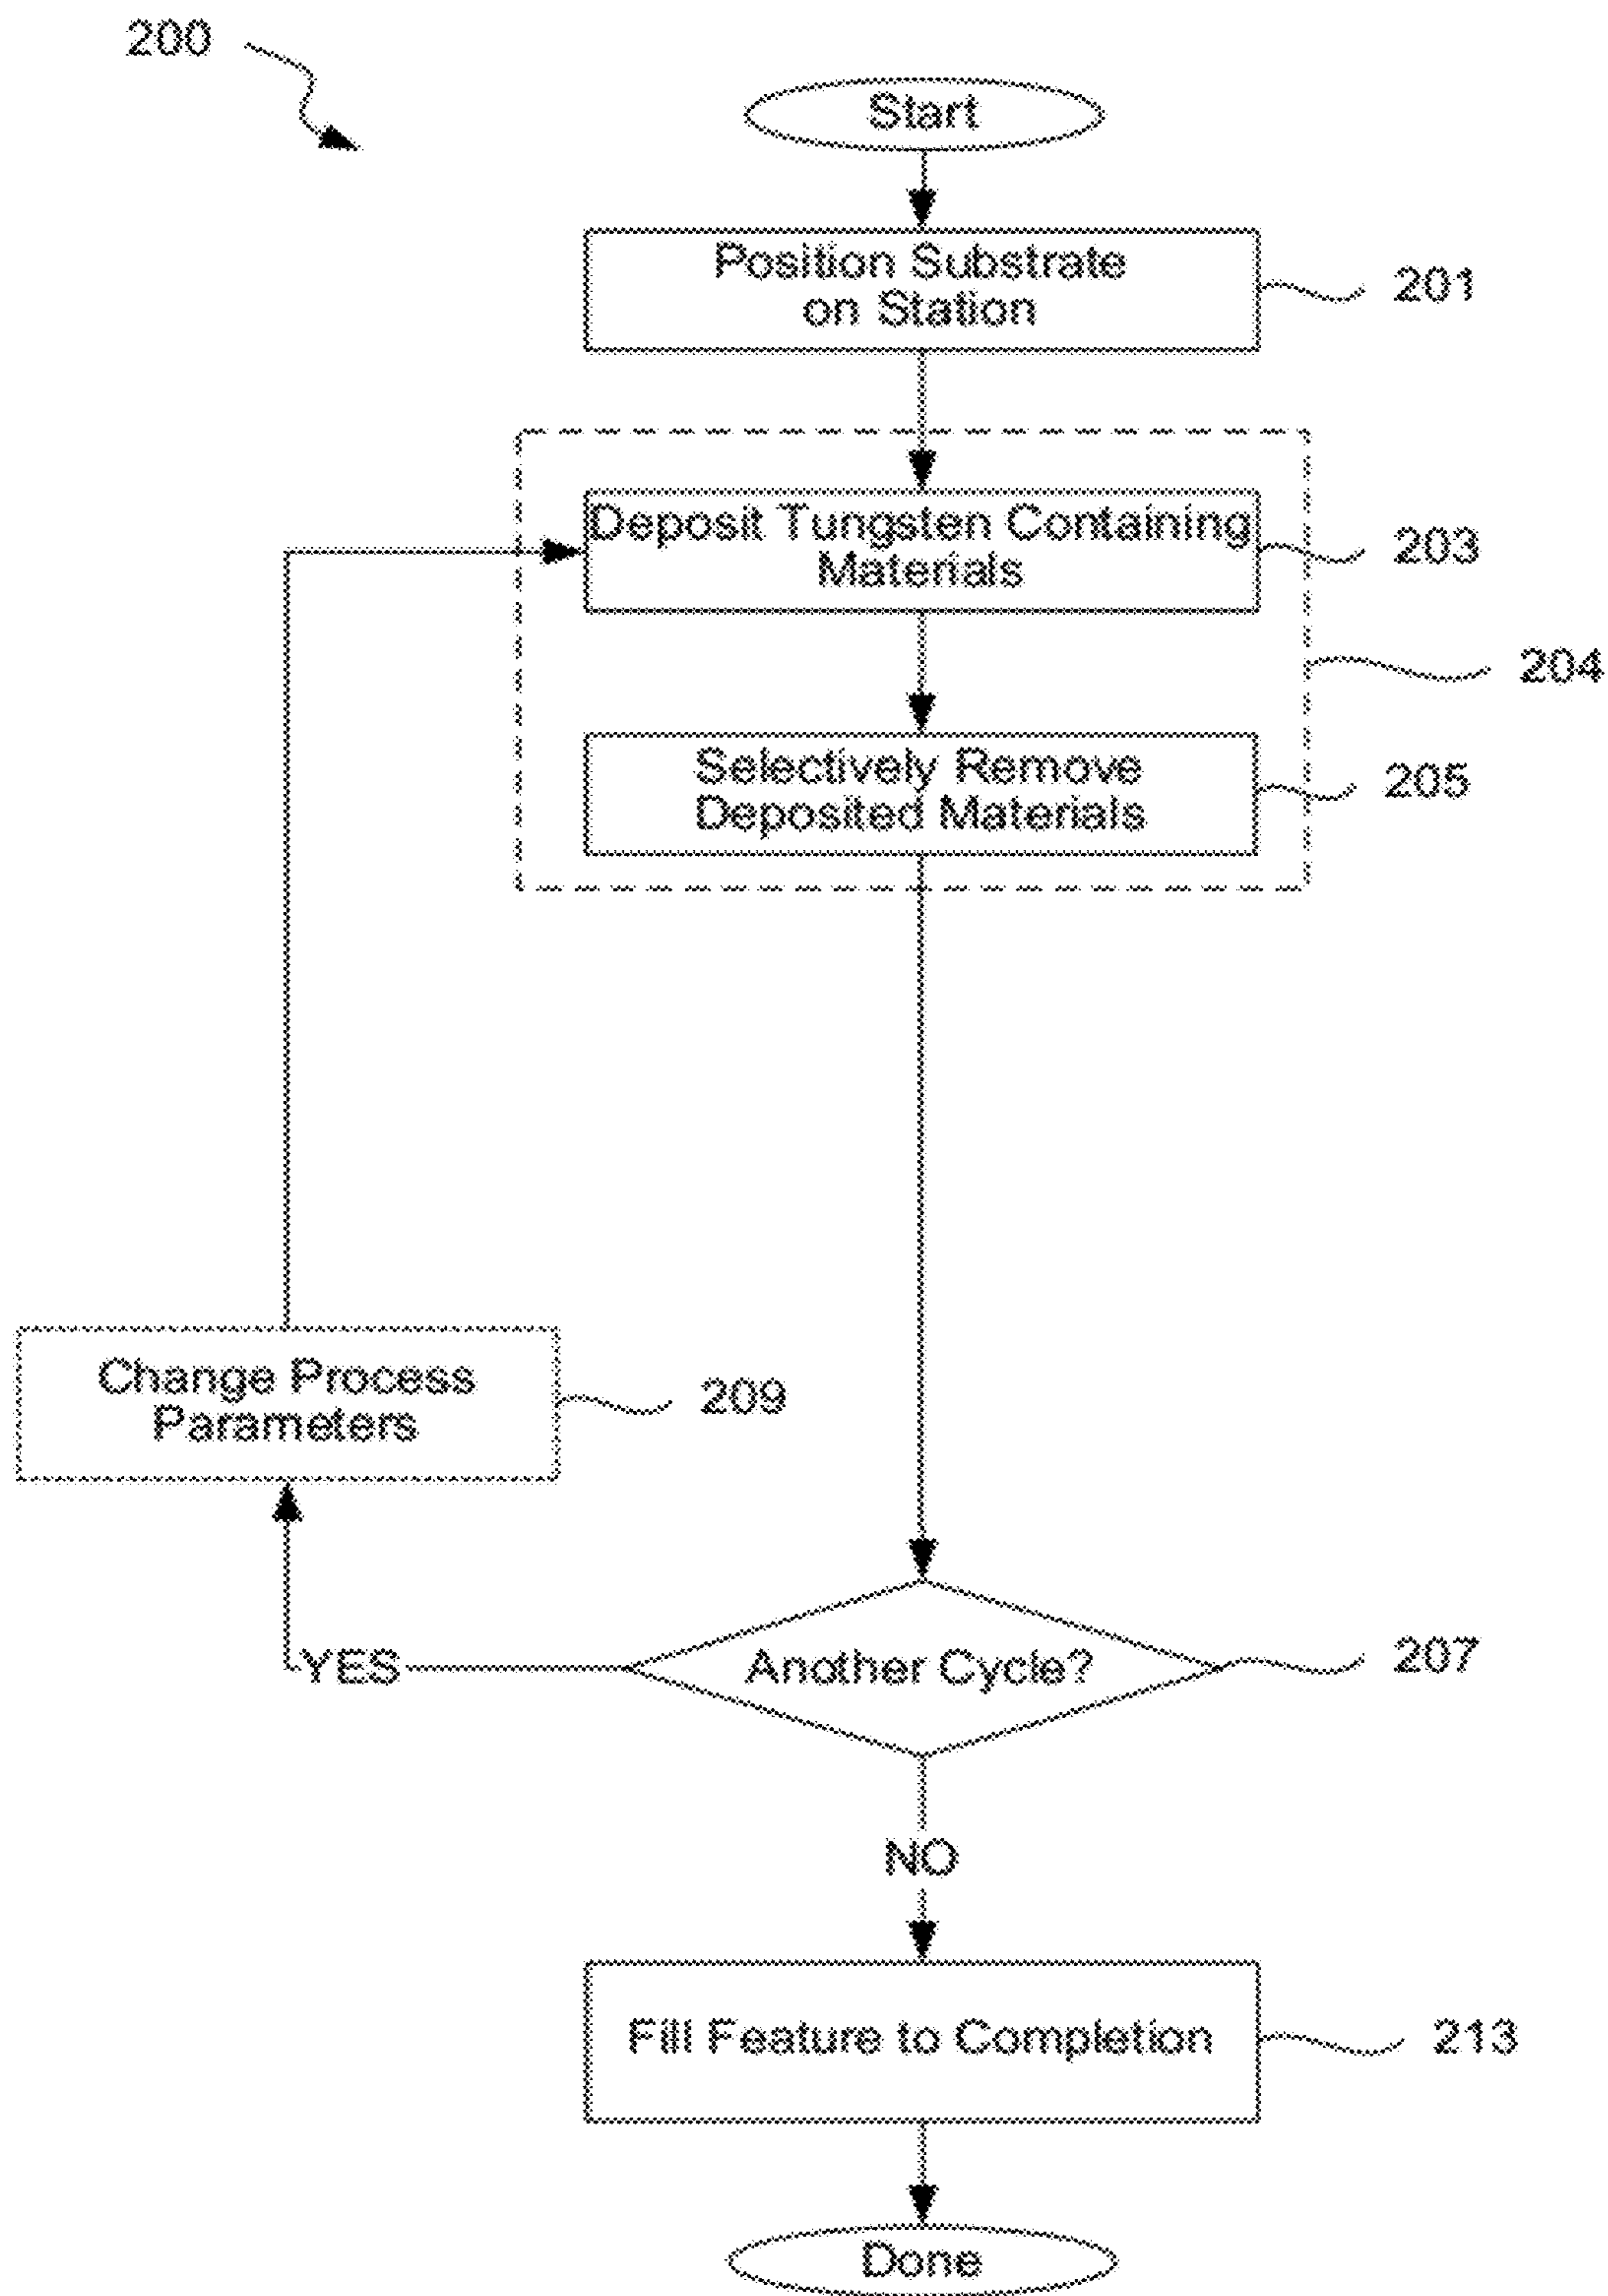 200
Start
Position Substrate
on Station
201
Deposit Tungsten Containing
Materials
203
204
Selectively Remove
Deposited Materials
205
Change Process
Parameters
209
YES
Another Cycle?
207
NO
Fill Feature to Completion
213
Done